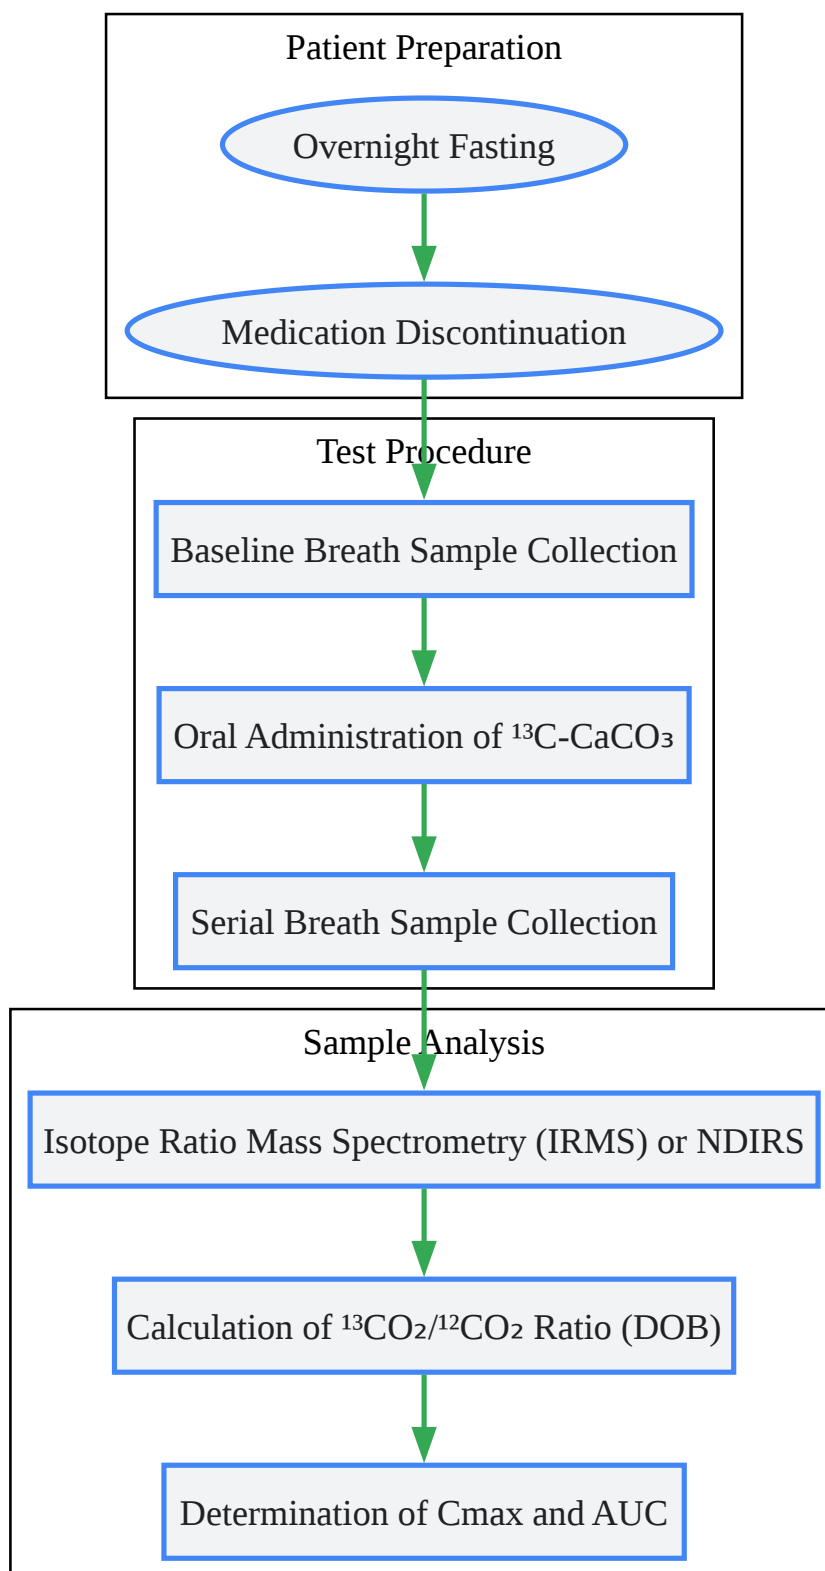 Patient Preparation
Overnight Fasting
Medication Discontinuation
Test Procedure
Baseline Breath Sample Collection
Oral Administration of ¹³C-CaCO₃
Serial Breath Sample Collection
Sample Analysis
Isotope Ratio Mass Spectrometry (IRMS) or NDIRS
Calculation of ¹³CO₂/¹²CO₂ Ratio (DOB)
Determination of Cmax and AUC